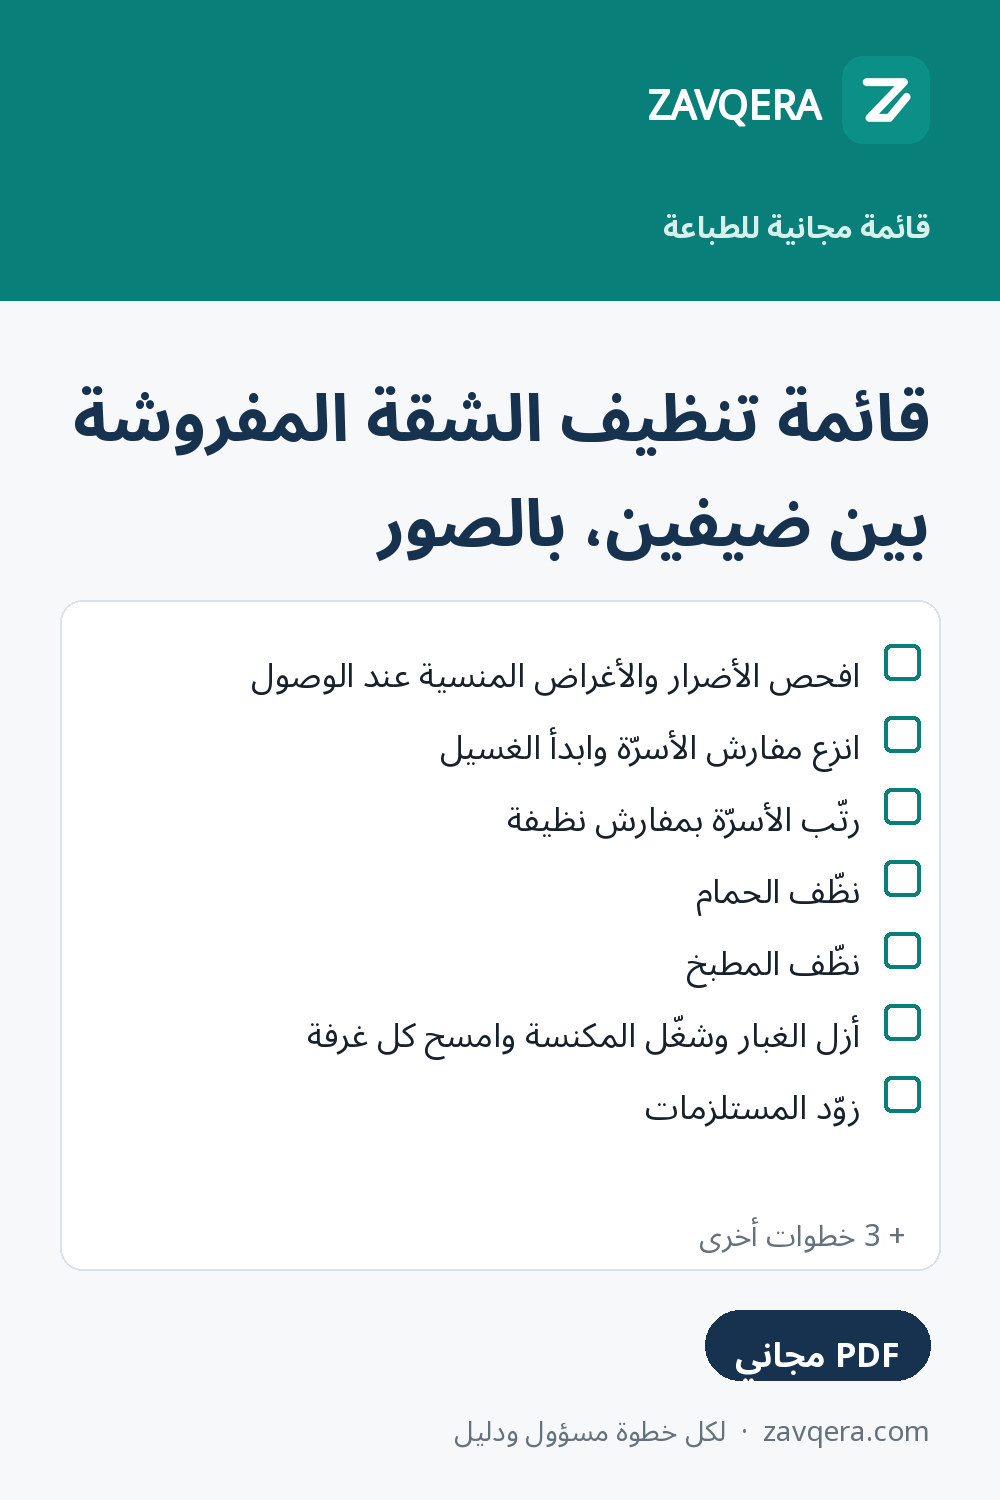 ZAVQERA
قائمة مجانية للطباعة
قائمة تنظيف الشقة المفروشة
بين ضيفين، بالصور
افحص الأضرار والأغراض المنسية عند الوصول
انزع مفارش الأسرّة وابدأ الغسيل
رتّب الأسرّة بمفارش نظيفة
نظّف الحمام
نظّف المطبخ
أزل الغبار وشغّل المكنسة وامسح كل غرفة
زوّد المستلزمات
+ 3 خطوات أخرى
PDF مجاني
zavqera.com · لكل خطوة مسؤول ودليل